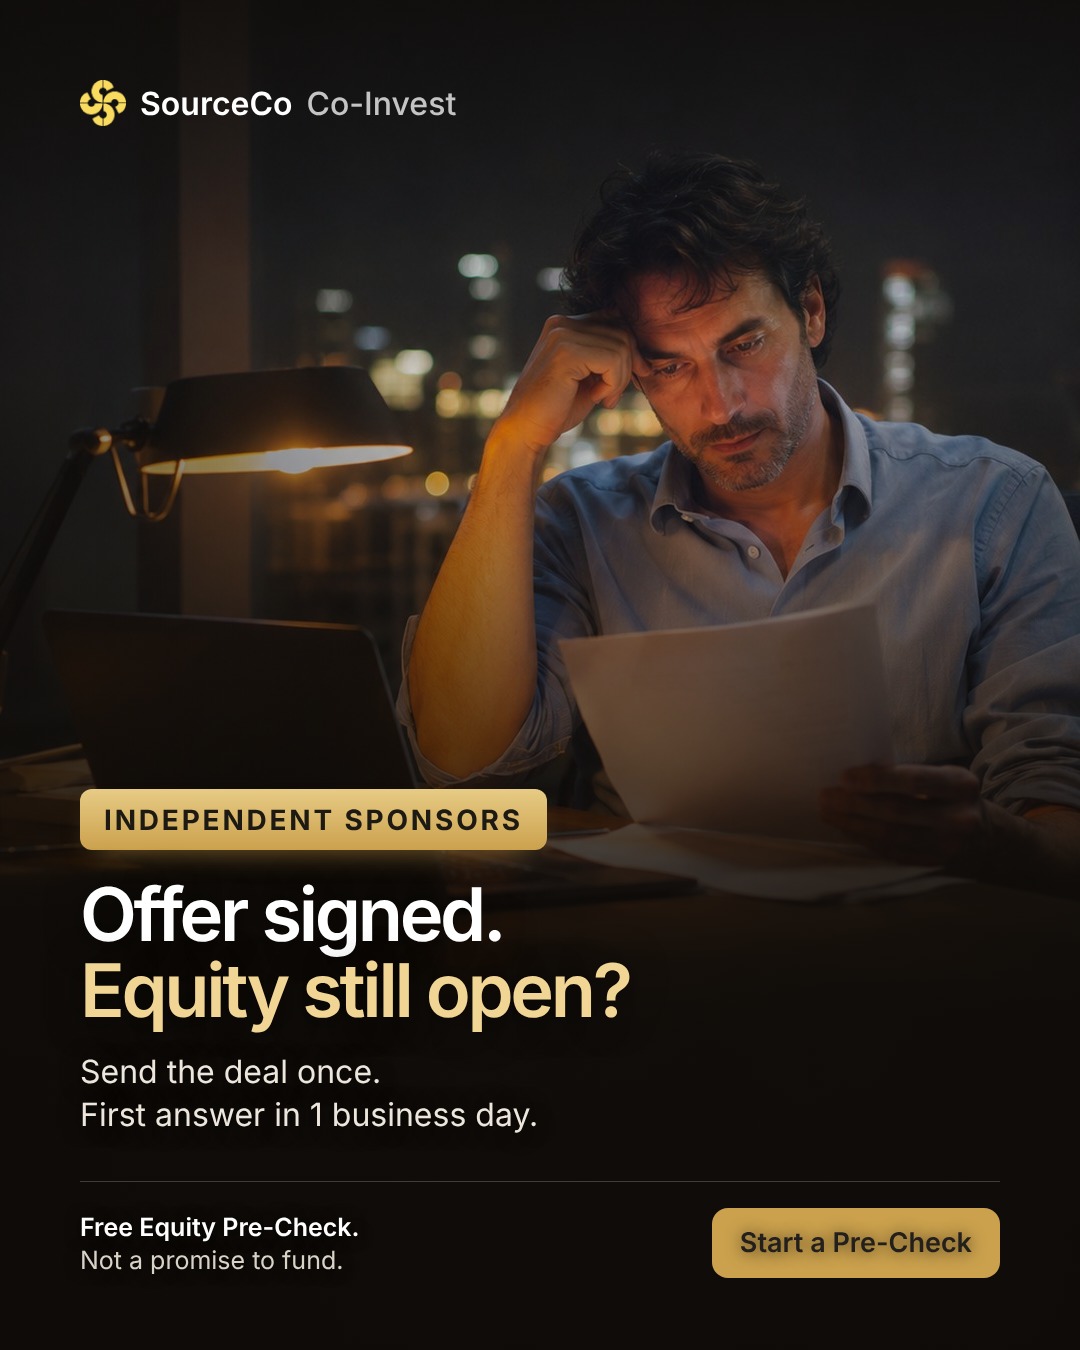 SourceCo Co-Invest
INDEPENDENT SPONSORS
Offer signed.
Equity still open?
Send the deal once.
First answer in 1 business day.
Free Equity Pre-Check.
Not a promise to fund.
Start a Pre-Check